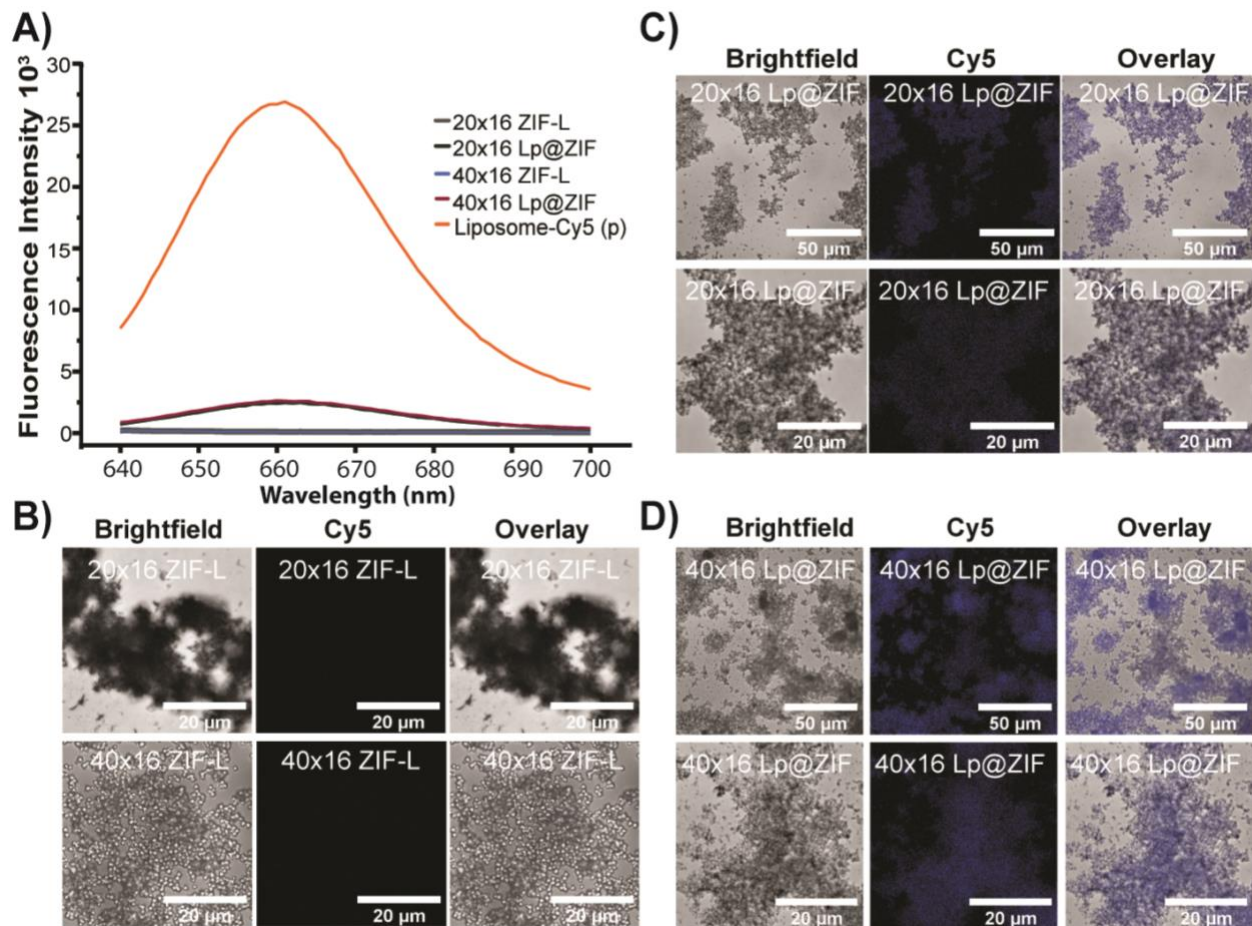 A)
Fluorescence Intensity 10³
30
25
20
15
10
5
0
640 650 660 670 680 690 700
Wavelength (nm)
20x16 ZIF-L
20x16 Lp@ZIF
40x16 ZIF-L
40x16 Lp@ZIF
Liposome-Cy5 (p)
B)
Brightfield Cy5 Overlay
20x16 ZIF-L 20x16 ZIF-L 20x16 ZIF-L
20 µm 20 µm 20 µm
40x16 ZIF-L 40x16 ZIF-L 40x16 ZIF-L
20 µm 20 µm 20 µm
C)
Brightfield Cy5 Overlay
20x16 Lp@ZIF 20x16 Lp@ZIF 20x16 Lp@ZIF
50 µm 50 µm 50 µm
20x16 Lp@ZIF 20x16 Lp@ZIF 20x16 Lp@ZIF
20 µm 20 µm 20 µm
D)
Brightfield Cy5 Overlay
40x16 Lp@ZIF 40x16 Lp@ZIF 40x16 Lp@ZIF
50 µm 50 µm 50 µm
40x16 Lp@ZIF 40x16 Lp@ZIF 40x16 Lp@ZIF
20 µm 20 µm 20 µm